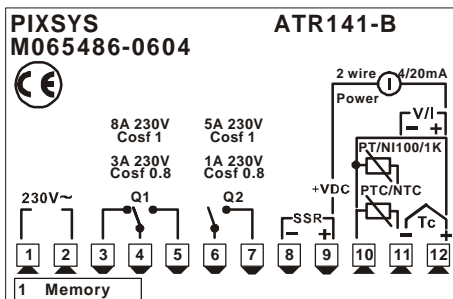 PIXSYS ATR141-B
M065486-0604
CE
2 wire 4/20mA
I
Power
V/I
- +
8A 230V 5A 230V
Cosf 1 Cosf 1
PT/NI100/1K
3A 230V 1A 230V
Cosf 0.8 Cosf 0.8
+VDC PTC/NTC
230V~ Q1 Q2
SSR Tc
- + - +
1 2 3 4 5 6 7 8 9 10 11 12
1 Memory